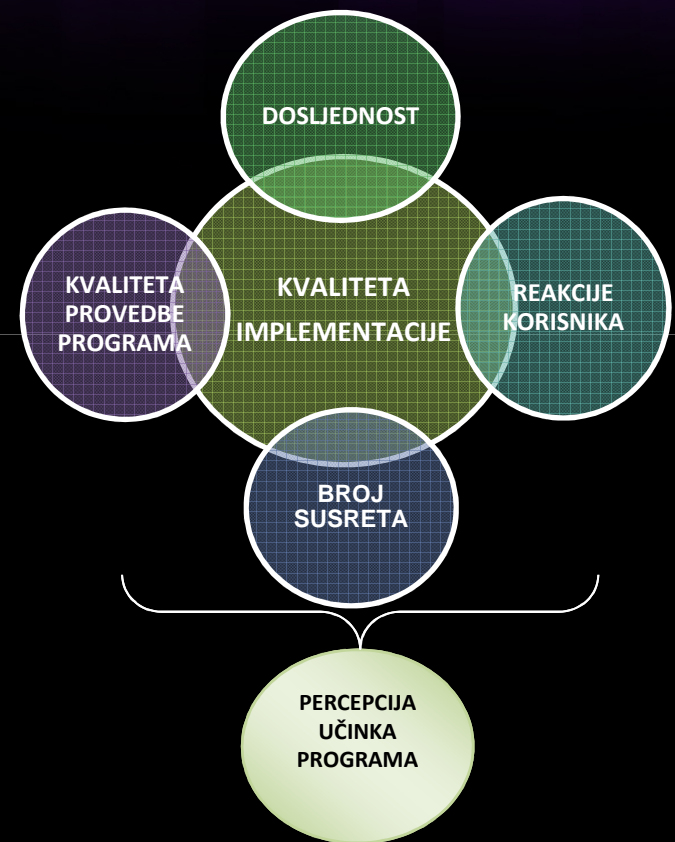 DOSLJEDNOST
KVALITETA
PROVEDBE
PROGRAMA
KVALITETA
IMPLEMENTACIJE
REAKCIJE
KORISNIKA
BROJ
SUSRETA
PERCEPCIJA
UČINKA
PROGRAMA